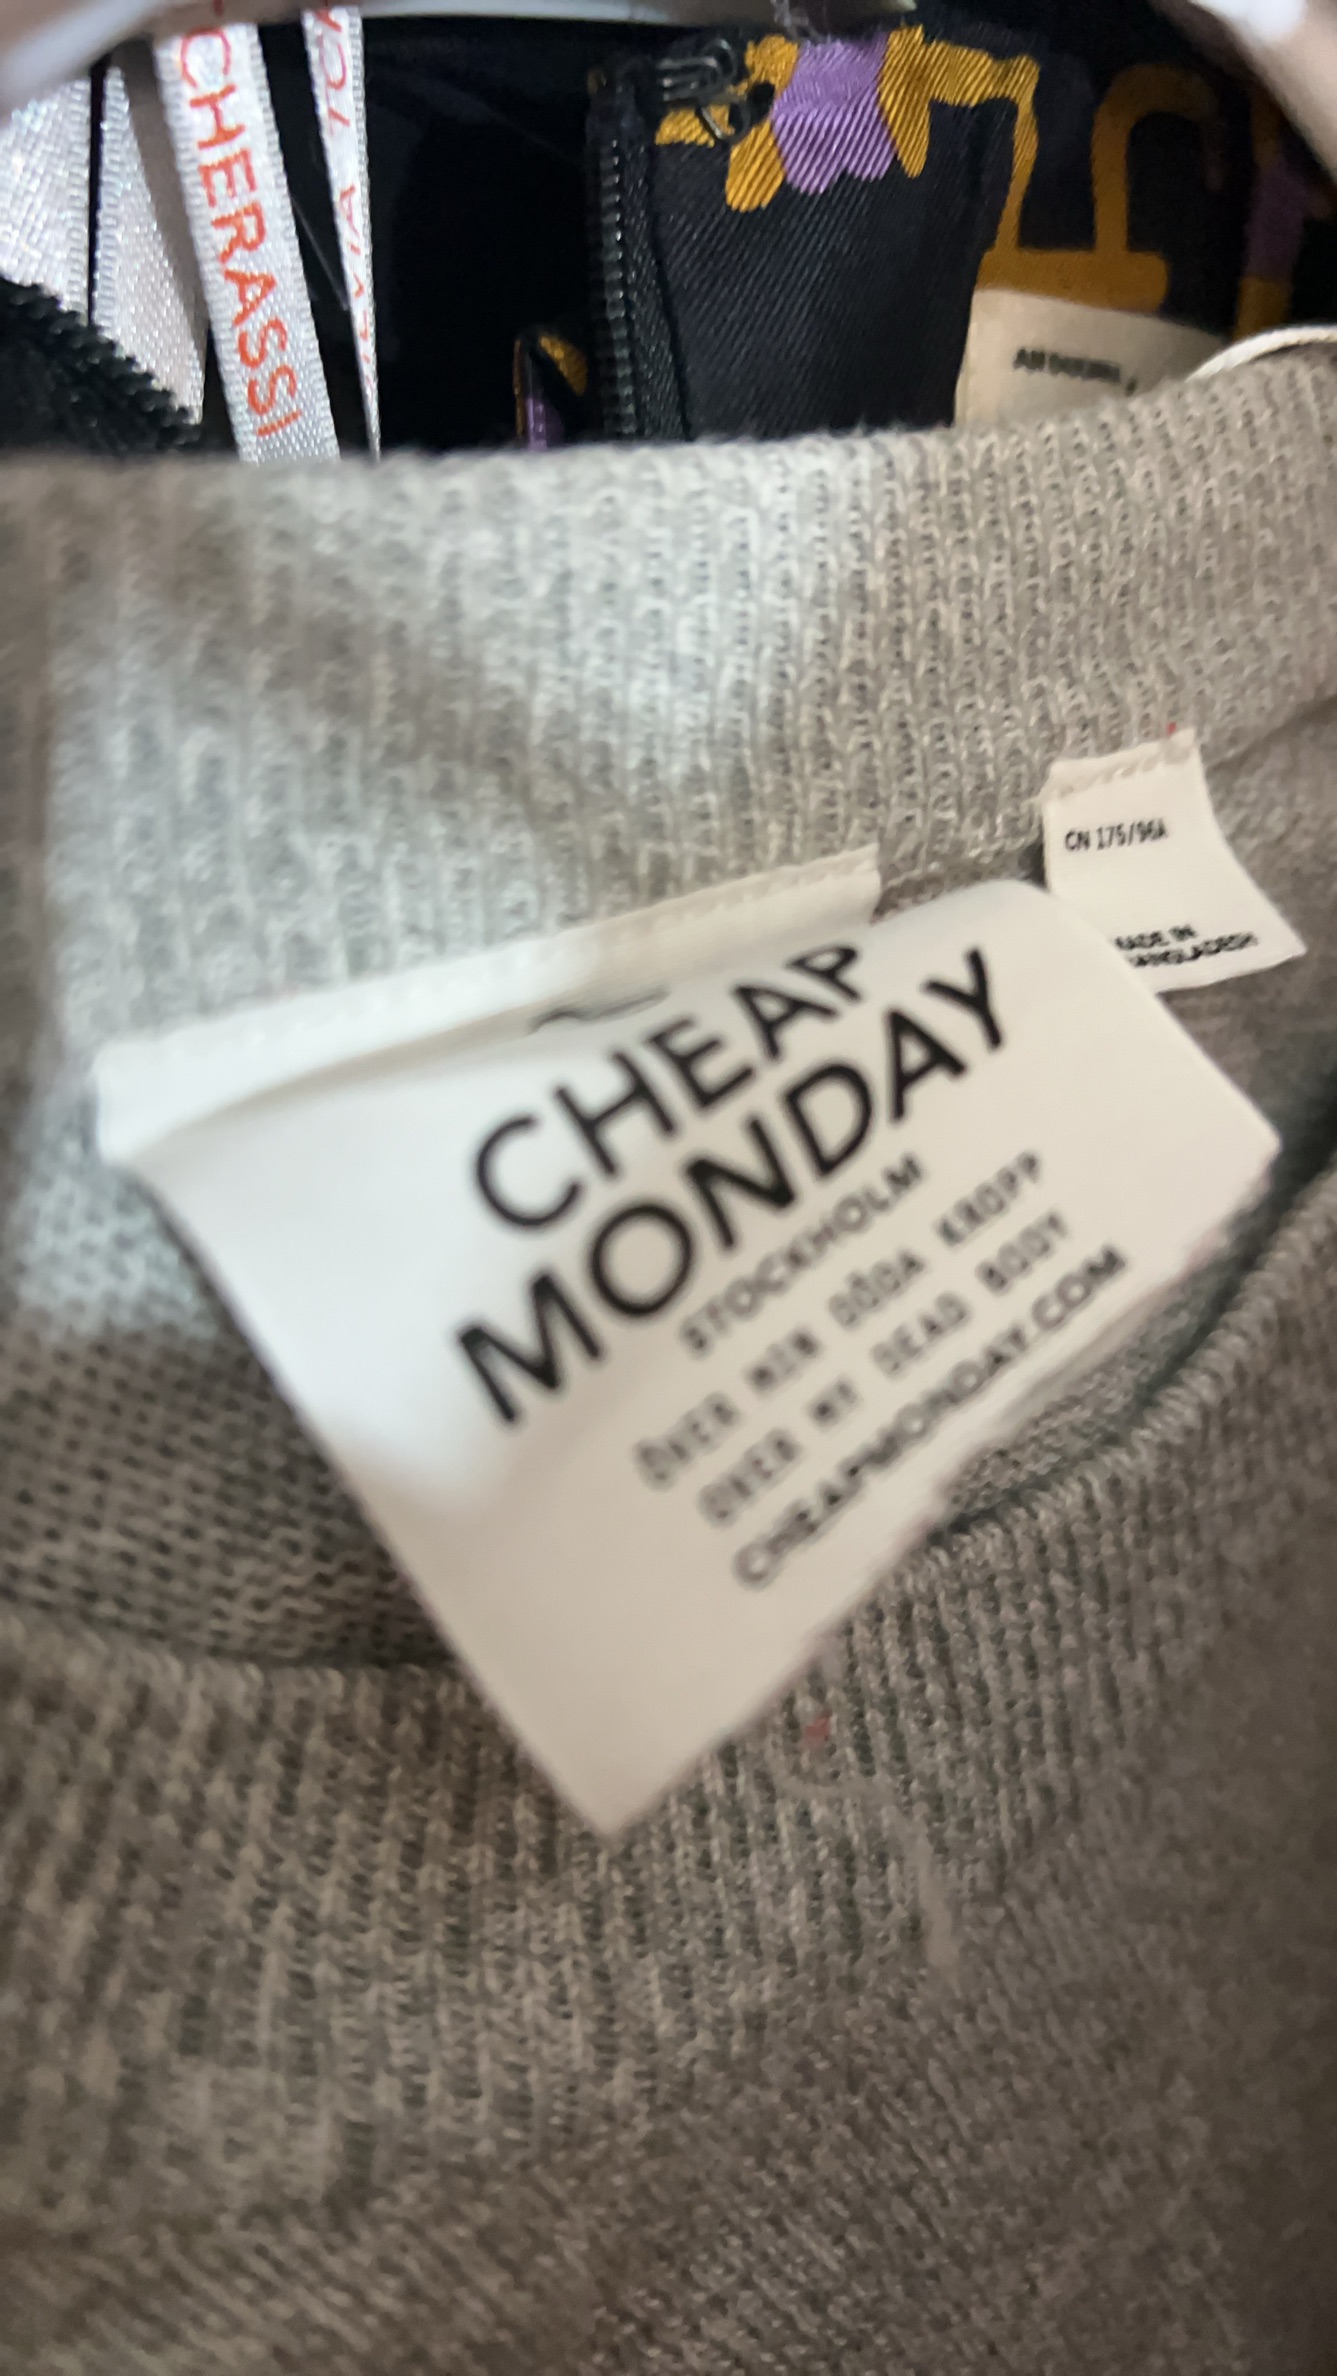 CHERASSI
CN 175/96A
MADE IN
BANGLADESH
CHEAP
MONDAY
STOCKHOLM
ÖVER MIN DÖDA KROPP
OVER MY DEAD BODY
CHEAPMONDAY.COM